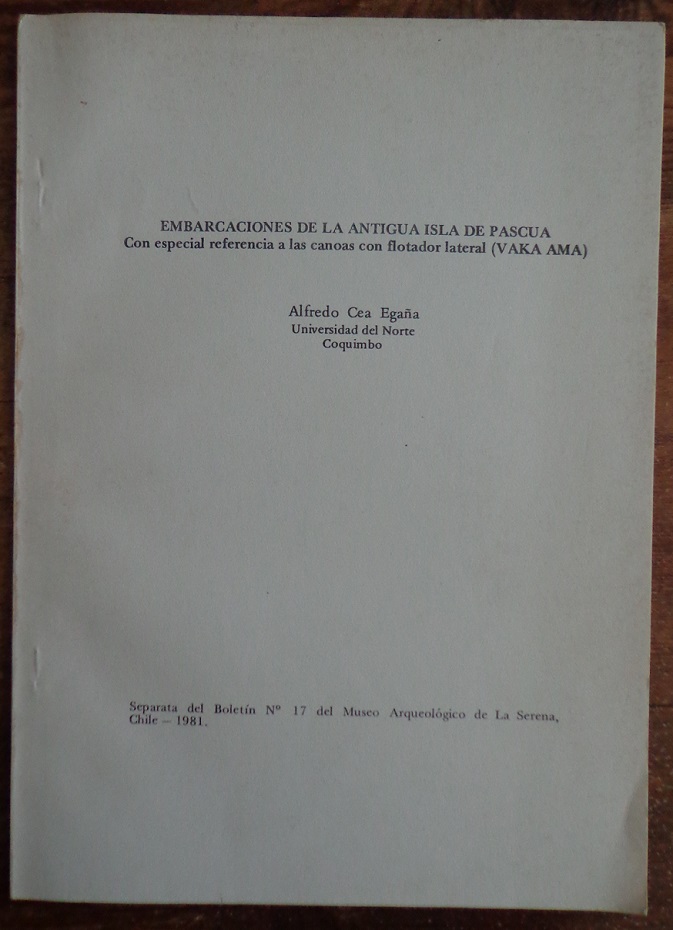 EMBARCACIONES DE LA ANTIGUA ISLA DE PASCUA
Con especial referencia a las canoas con flotador lateral (VAKA AMA)
Alfredo Cea Egaña
Universidad del Norte
Coquimbo
Separata del Boletín Nº 17 del Museo Arqueológico de La Serena,
Chile – 1981.